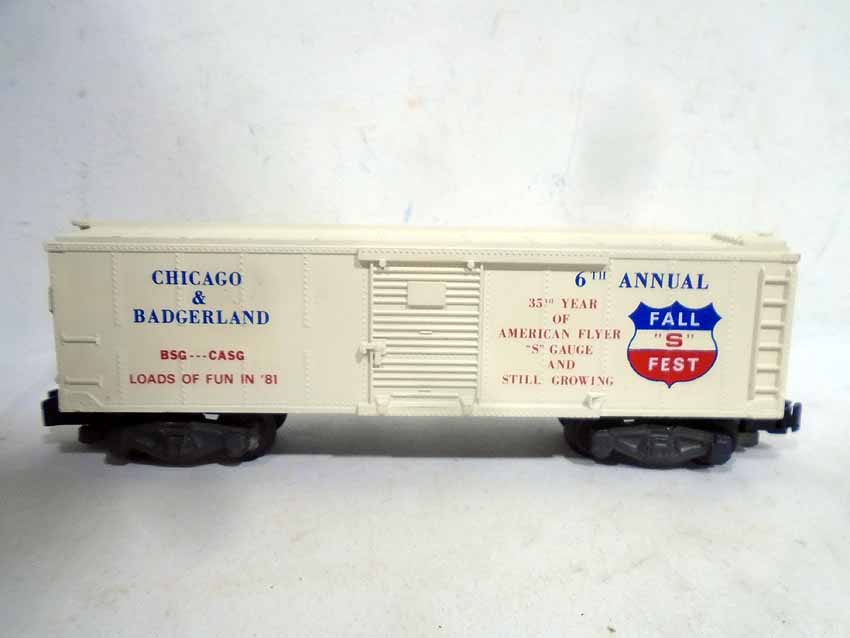 CHICAGO
&
BADGERLAND
BSG---CASG
LOADS OF FUN IN '81
6TH ANNUAL
35TH YEAR
OF
AMERICAN FLYER
"S" GAUGE
AND
STILL GROWING
FALL
"S"
FEST